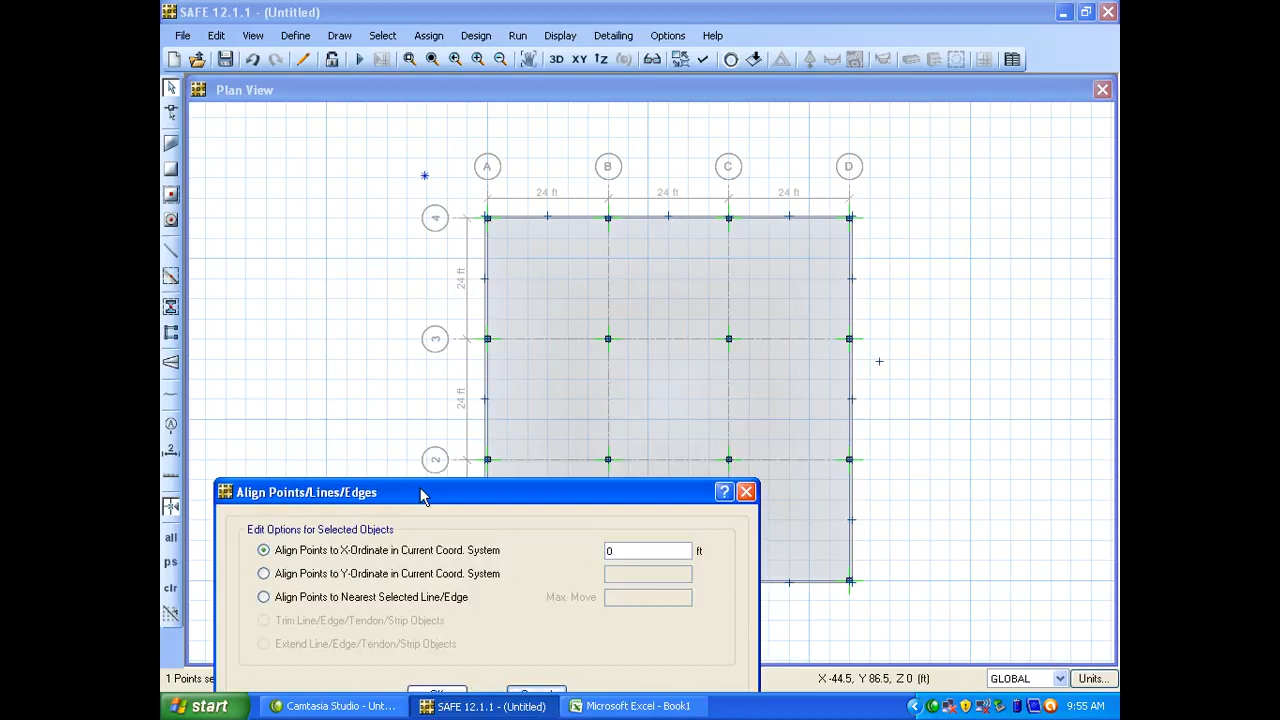 SAFE 12.1.1 - (Untitled)
File Edit View Define Draw Select Assign Design Run Display Detailing Options Help
3D XY
Plan View
A B C D
24 ft 24 ft 24 ft
4
24 ft
3
24 ft
2
Align Points/Lines/Edges
Edit Options for Selected Objects
Align Points to X-Ordinate in Current Coord. System 0 ft
Align Points to Y-Ordinate in Current Coord. System
Align Points to Nearest Selected Line/Edge Max. Move
Trim Line/Edge/Tendon/Strip Objects
Extend Line/Edge/Tendon/Strip Objects
all
ps
clr
1 Points se
X -44.5, Y 86.5, Z 0 (ft) GLOBAL Units...
start Camtasia Studio - Unt... SAFE 12.1.1 - (Untitled) Microsoft Excel - Book1 9:55 AM